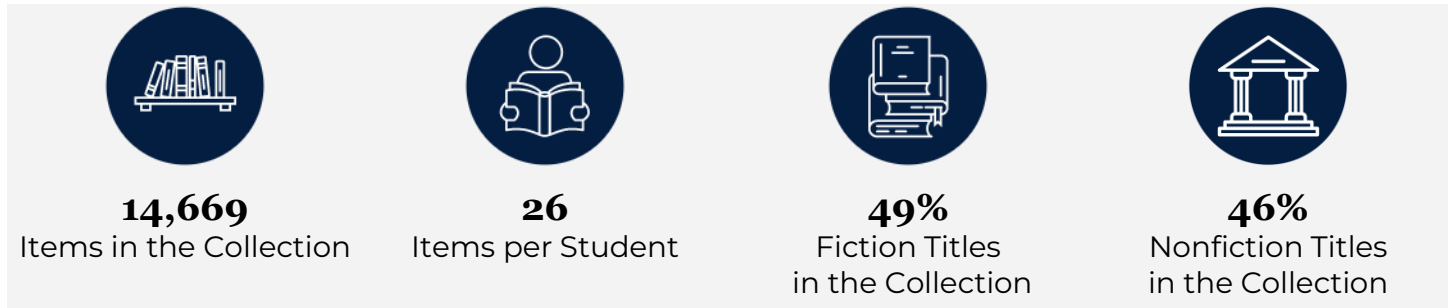 14,669
Items in the Collection
26
Items per Student
49%
Fiction Titles
in the Collection
46%
Nonfiction Titles
in the Collection